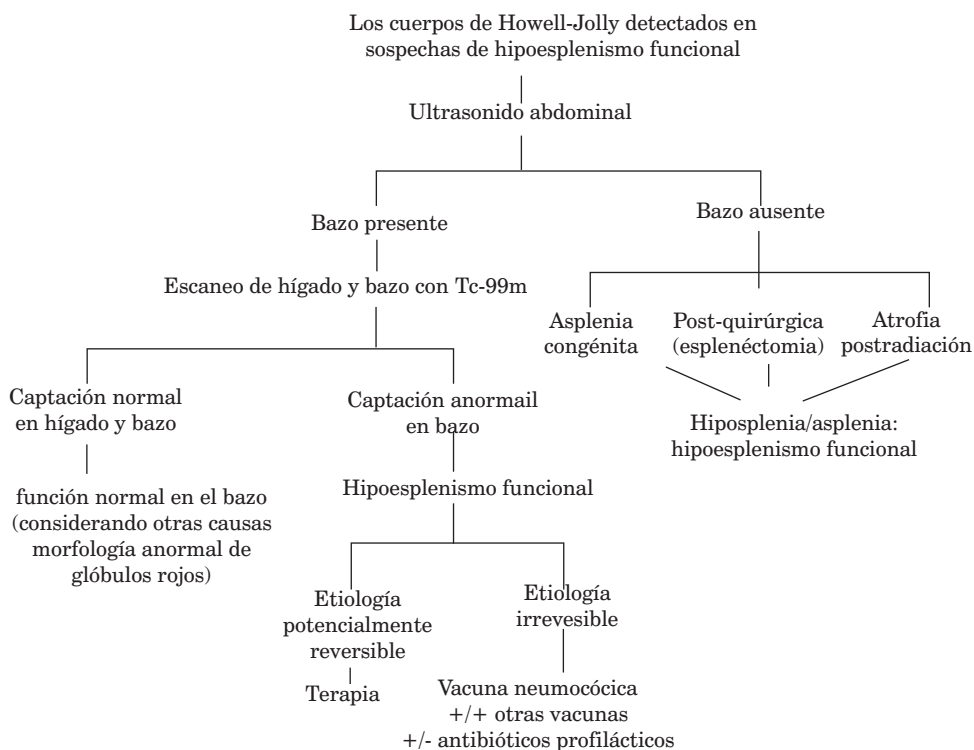 Los cuerpos de Howell-Jolly detectados en
sospechas de hipoesplenismo funcional
Ultrasonido abdominal
Bazo presente
Bazo ausente
Escaneo de hígado y bazo con Tc-99m
Asplenia
congénita
Post-quirúrgica
(esplenéctomia)
Atrofia
postradiación
Captación normal
en hígado y bazo
Captación anormail
en bazo
Hiposplenia/asplenia:
hipoesplenismo funcional
función normal en el bazo
(considerando otras causas
morfología anormal de
glóbulos rojos)
Hipoesplenismo funcional
Etiología
potencialmente
reversible
Etiología
irrevesible
Terapia
Vacuna neumocócica
+/+ otras vacunas
+/- antibióticos profilácticos